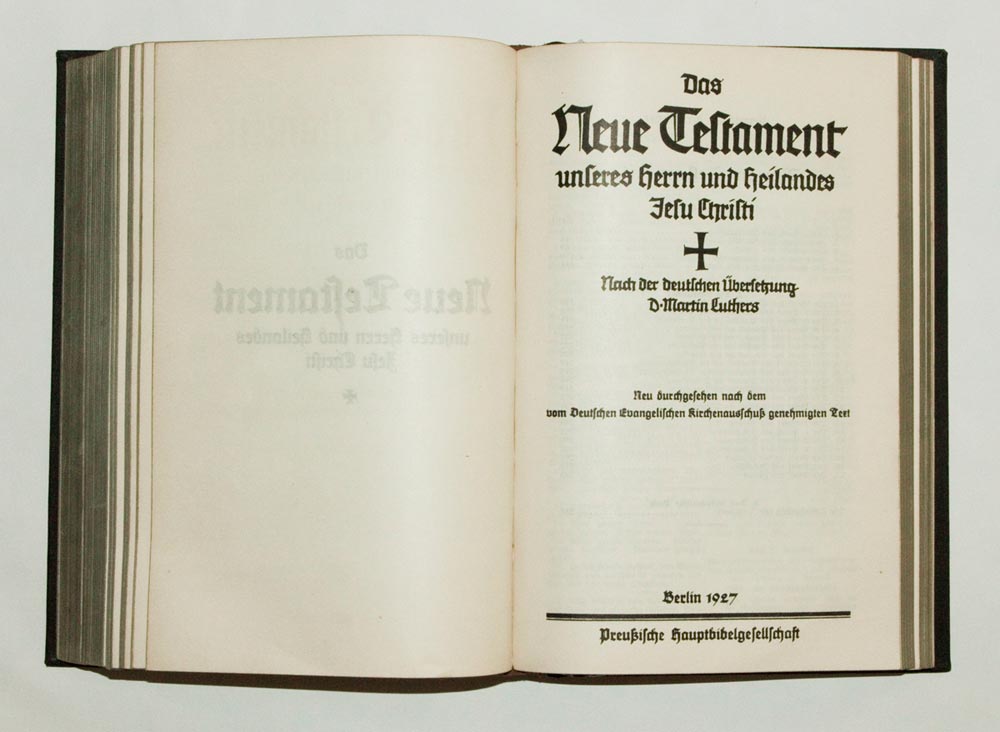 Das
Neue Testament
unseres Herrn und Heilandes
Jesu Christi
Nach der deutschen Übersetzung
D. Martin Luthers
Neu durchgesehen nach dem
vom Deutschen Evangelischen Kirchenausschuß genehmigten Text
Berlin 1927
Preußische Hauptbibelgesellschaft